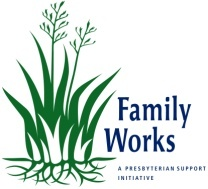 Family
Works
A PRESBYTERIAN SUPPORT
INITIATIVE